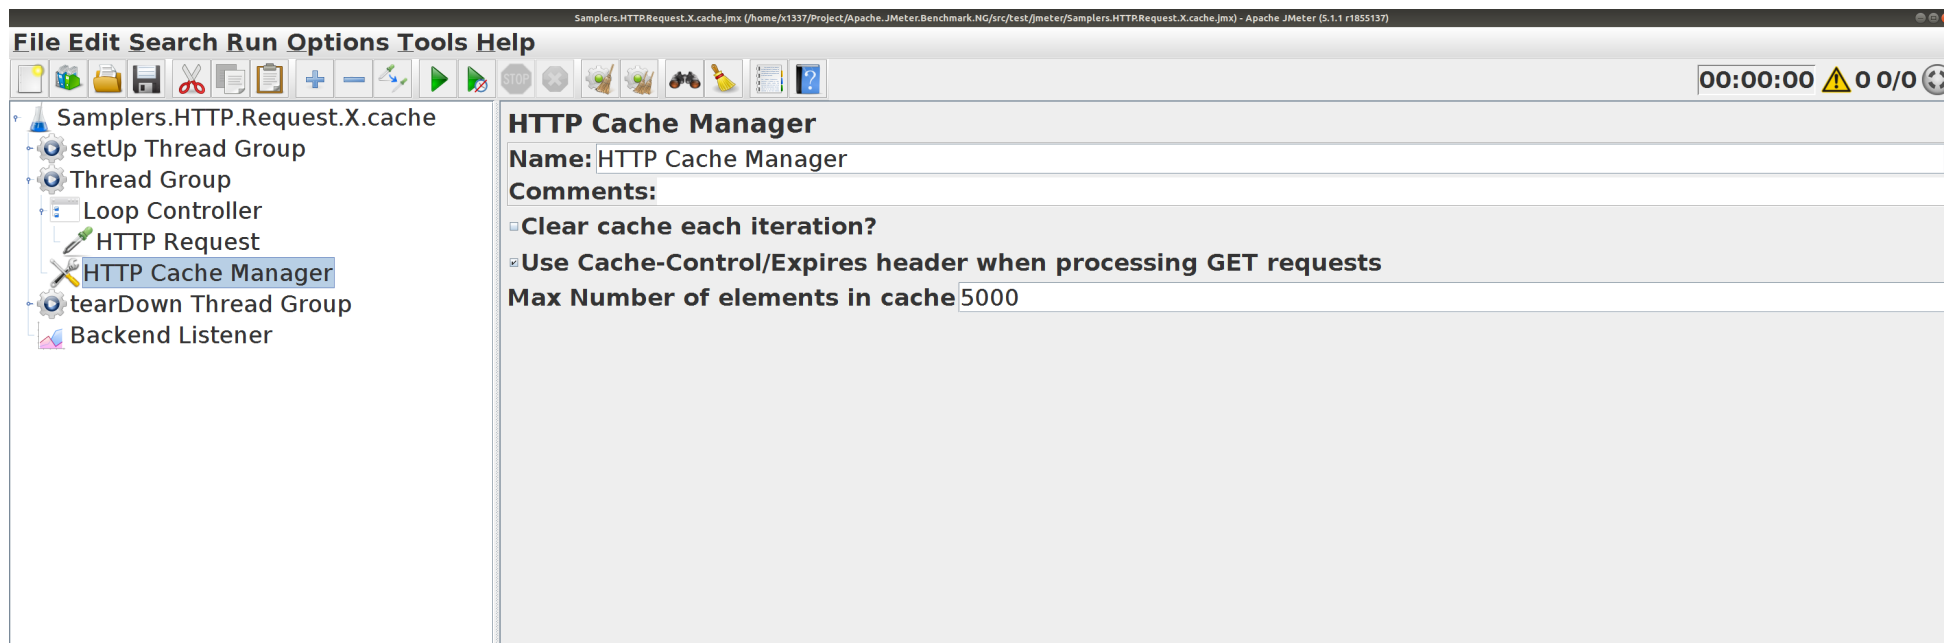 Samplers.HTTP.Request.X.cache.jmx (/home/x1337/Project/Apache.JMeter.Benchmark.NG/src/test/jmeter/Samplers.HTTP.Request.X.cache.jmx) - Apache JMeter (5.1.1 r1855137)
File Edit Search Run Options Tools Help
STOP
00:00:00 0 0/0
Samplers.HTTP.Request.X.cache
setUp Thread Group
Thread Group
Loop Controller
HTTP Request
HTTP Cache Manager
tearDown Thread Group
Backend Listener
HTTP Cache Manager
Name: HTTP Cache Manager
Comments:
Clear cache each iteration?
Use Cache-Control/Expires header when processing GET requests
Max Number of elements in cache 5000